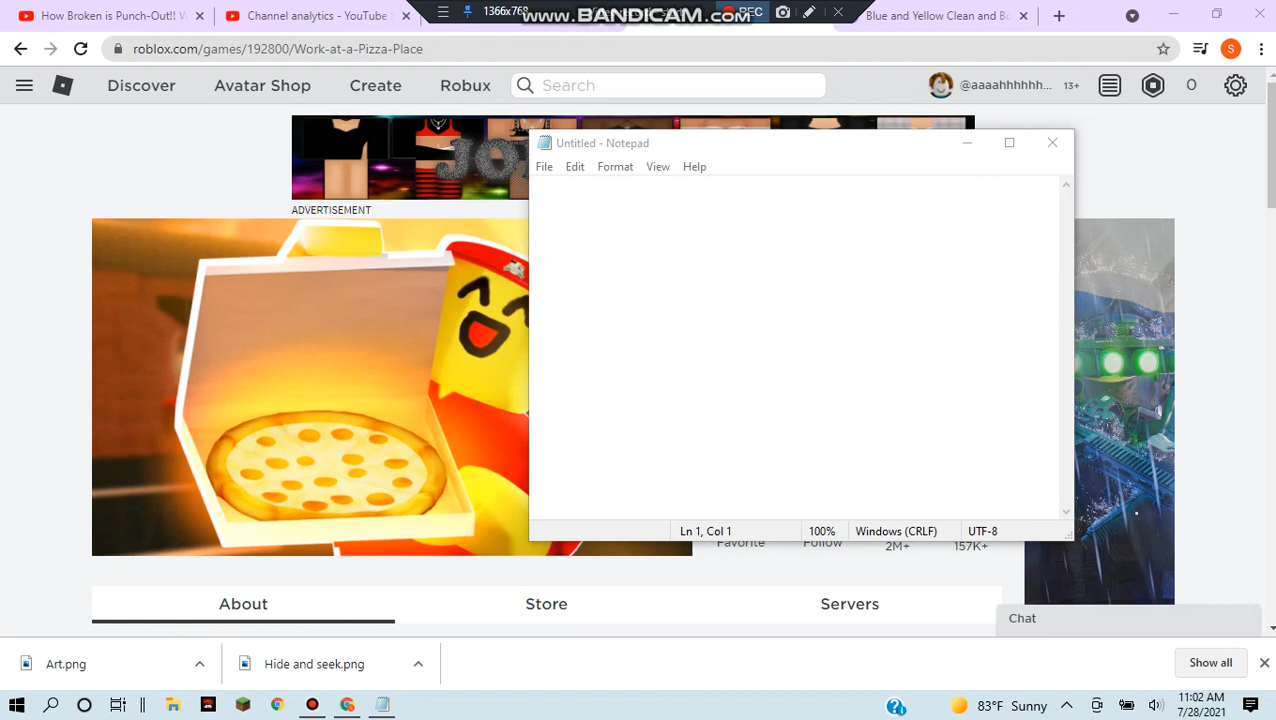 How Broken is Punch-Out!! W
Channel analytics - YouTube
1366x768
www.BANDICAM.com
REC
Blue and Yellow Clean and Bo
roblox.com/games/192800/Work-at-a-Pizza-Place
S
Discover
Avatar Shop
Create
Robux
Search
@aaaahhhhhh...
13+
0
Untitled - Notepad
File Edit Format View Help
ADVERTISEMENT
Ln 1, Col 1
100%
Windows (CRLF)
UTF-8
Favorite
Follow
2M+
157K+
About
Store
Servers
Chat
Art.png
Hide and seek.png
Show all
83°F Sunny
11:02 AM
7/28/2021